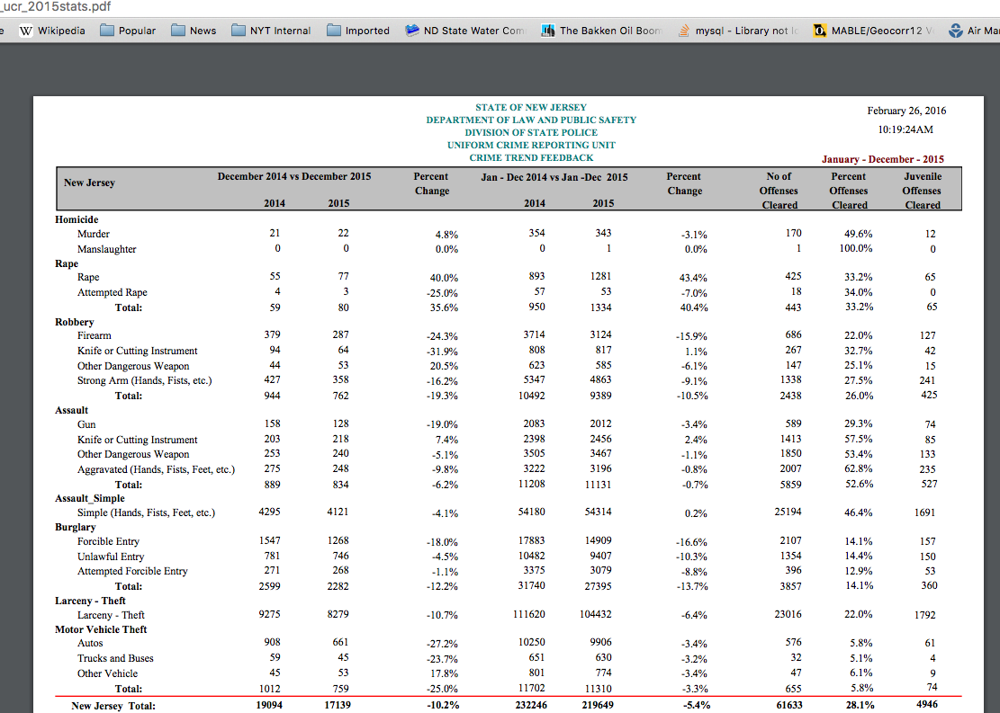 _ucr_2015stats.pdf
e W Wikipedia Popular News NYT Internal Imported ND State Water Com The Bakken Oil Boom mysql - Library not lo MABLE/Geocorr12 V Air Mar
STATE OF NEW JERSEY
DEPARTMENT OF LAW AND PUBLIC SAFETY
DIVISION OF STATE POLICE
UNIFORM CRIME REPORTING UNIT
CRIME TREND FEEDBACK
February 26, 2016
10:19:24AM
January - December - 2015
New Jersey December 2014 vs December 2015 Percent Change Jan - Dec 2014 vs Jan -Dec 2015 Percent Change No of Offenses Cleared Percent Offenses Cleared Juvenile Offenses Cleared
2014 2015 2014 2015
Homicide
Murder 21 22 4.8% 354 343 -3.1% 170 49.6% 12
Manslaughter 0 0 0.0% 0 1 0.0% 1 100.0% 0
Rape
Rape 55 77 40.0% 893 1281 43.4% 425 33.2% 65
Attempted Rape 4 3 -25.0% 57 53 -7.0% 18 34.0% 0
Total: 59 80 35.6% 950 1334 40.4% 443 33.2% 65
Robbery
Firearm 379 287 -24.3% 3714 3124 -15.9% 686 22.0% 127
Knife or Cutting Instrument 94 64 -31.9% 808 817 1.1% 267 32.7% 42
Other Dangerous Weapon 44 53 20.5% 623 585 -6.1% 147 25.1% 15
Strong Arm (Hands, Fists, etc.) 427 358 -16.2% 5347 4863 -9.1% 1338 27.5% 241
Total: 944 762 -19.3% 10492 9389 -10.5% 2438 26.0% 425
Assault
Gun 158 128 -19.0% 2083 2012 -3.4% 589 29.3% 74
Knife or Cutting Instrument 203 218 7.4% 2398 2456 2.4% 1413 57.5% 85
Other Dangerous Weapon 253 240 -5.1% 3505 3467 -1.1% 1850 53.4% 133
Aggravated (Hands, Fists, Feet, etc.) 275 248 -9.8% 3222 3196 -0.8% 2007 62.8% 235
Total: 889 834 -6.2% 11208 11131 -0.7% 5859 52.6% 527
Assault_Simple
Simple (Hands, Fists, Feet, etc.) 4295 4121 -4.1% 54180 54314 0.2% 25194 46.4% 1691
Burglary
Forcible Entry 1547 1268 -18.0% 17883 14909 -16.6% 2107 14.1% 157
Unlawful Entry 781 746 -4.5% 10482 9407 -10.3% 1354 14.4% 150
Attempted Forcible Entry 271 268 -1.1% 3375 3079 -8.8% 396 12.9% 53
Total: 2599 2282 -12.2% 31740 27395 -13.7% 3857 14.1% 360
Larceny - Theft
Larceny - Theft 9275 8279 -10.7% 111620 104432 -6.4% 23016 22.0% 1792
Motor Vehicle Theft
Autos 908 661 -27.2% 10250 9906 -3.4% 576 5.8% 61
Trucks and Buses 59 45 -23.7% 651 630 -3.2% 32 5.1% 4
Other Vehicle 45 53 17.8% 801 774 -3.4% 47 6.1% 9
Total: 1012 759 -25.0% 11702 11310 -3.3% 655 5.8% 74
New Jersey Total: 19094 17139 -10.2% 232246 219649 -5.4% 61633 28.1% 4946